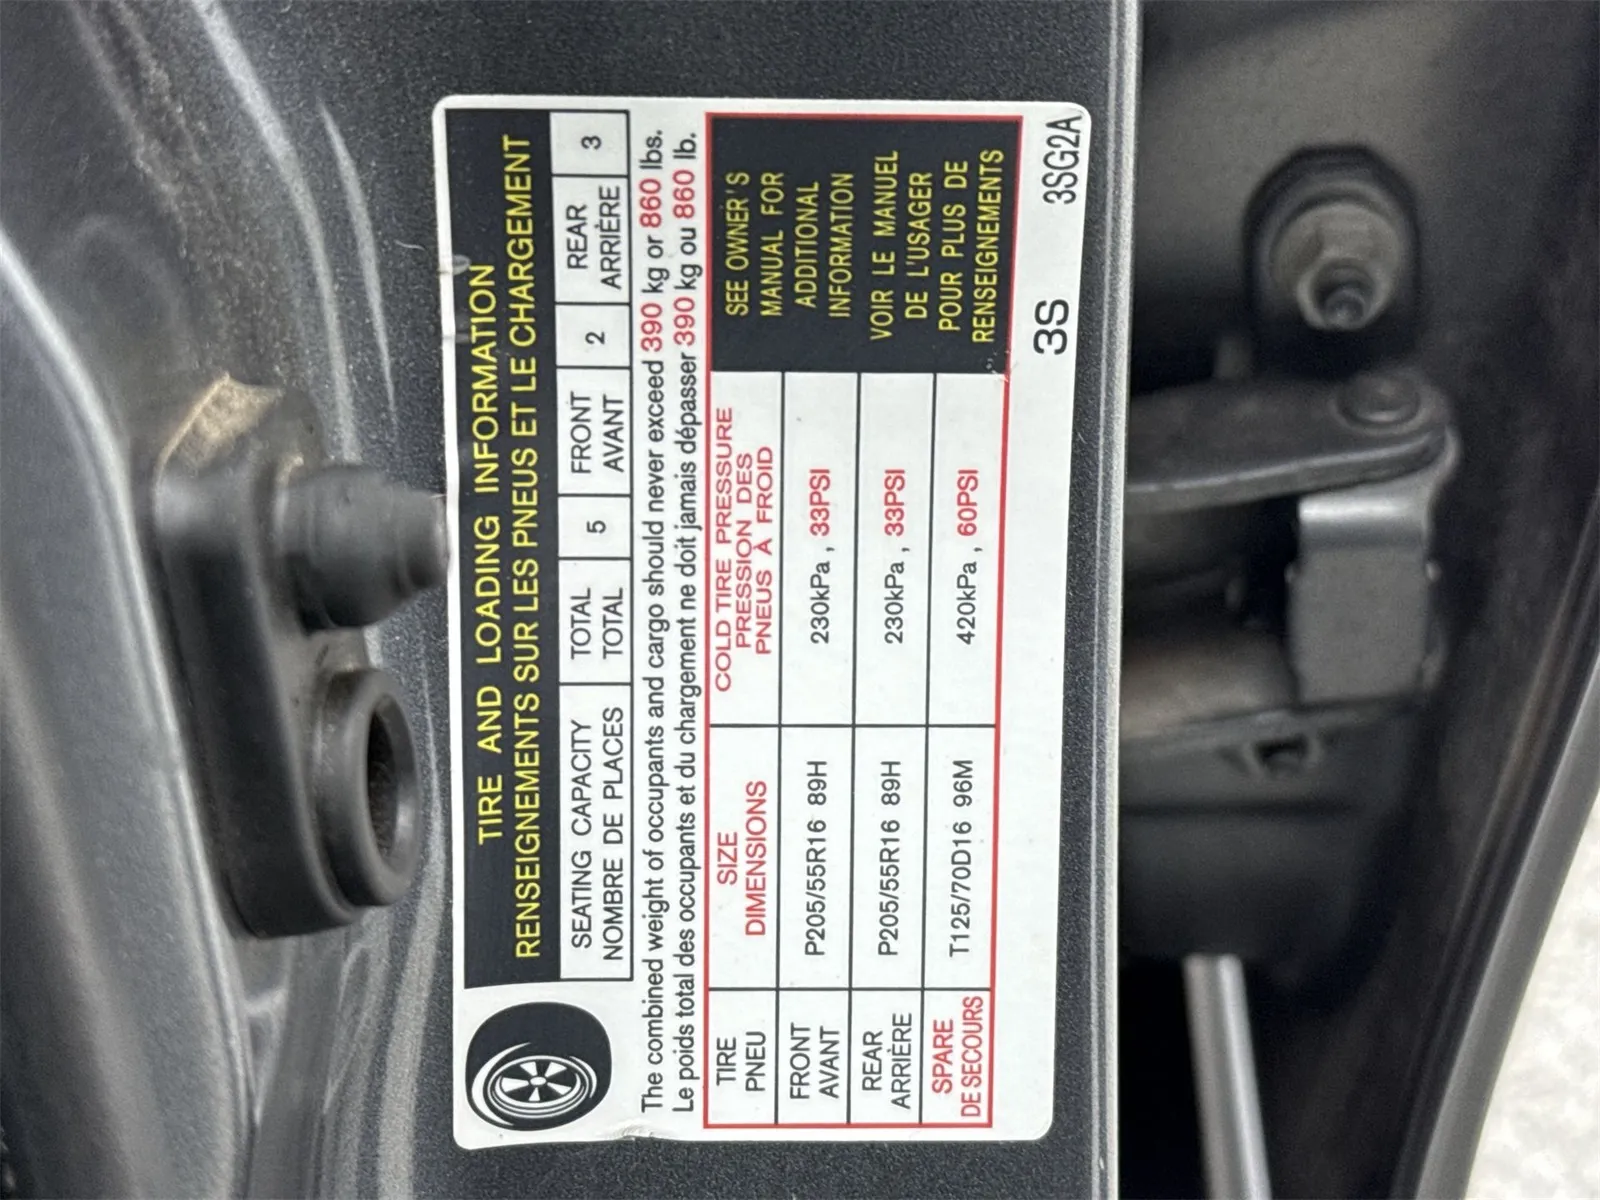 TIRE AND LOADING INFORMATION
RENSEIGNEMENTS SUR LES PNEUS ET LE CHARGEMENT
SEATING CAPACITY
NOMBRE DE PLACES
TOTAL
TOTAL
5
FRONT
AVANT
2
REAR
ARRIÈRE
3
The combined weight of occupants and cargo should never exceed 390 kg or 860 lbs.
Le poids total des occupants et du chargement ne doit jamais dépasser 390 kg ou 860 lb.
TIRE
PNEU
SIZE
DIMENSIONS
COLD TIRE PRESSURE
PRESSION DES
PNEUS À FROID
FRONT
AVANT
P205/55R16 89H
230kPa, 33PSI
REAR
ARRIÈRE
P205/55R16 89H
230kPa, 33PSI
SPARE
DE SECOURS
T125/70D16 96M
420kPa, 60PSI
SEE OWNER'S
MANUAL FOR
ADDITIONAL
INFORMATION
VOIR LE MANUEL
DE L'USAGER
POUR PLUS DE
RENSEIGNEMENTS
3S 3SG2A